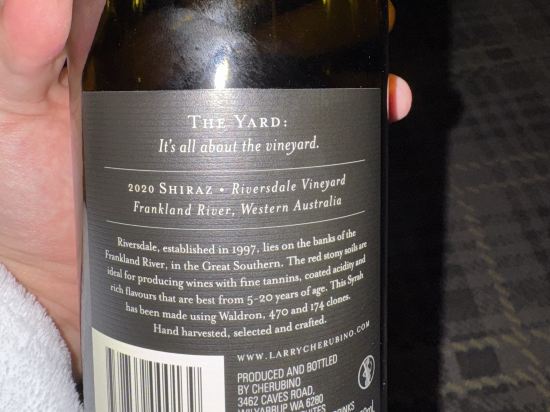 THE YARD:
It's all about the vineyard.
2020 SHIRAZ • Riversdale Vineyard
Frankland River, Western Australia
Riversdale, established in 1997, lies on the banks of the
Frankland River, in the Great Southern. The red stony soils are
ideal for producing wines with fine tannins, coated acidity and
rich flavours that are best from 5-20 years of age. This Syrah
has been made using Waldron, 470 and 174 clones.
Hand harvested, selected and crafted.
WWW.LARRYCHERUBINO.COM
PRODUCED AND BOTTLED
BY CHERUBINO
3462 CAVES ROAD,
WILYABRUP WA 6280